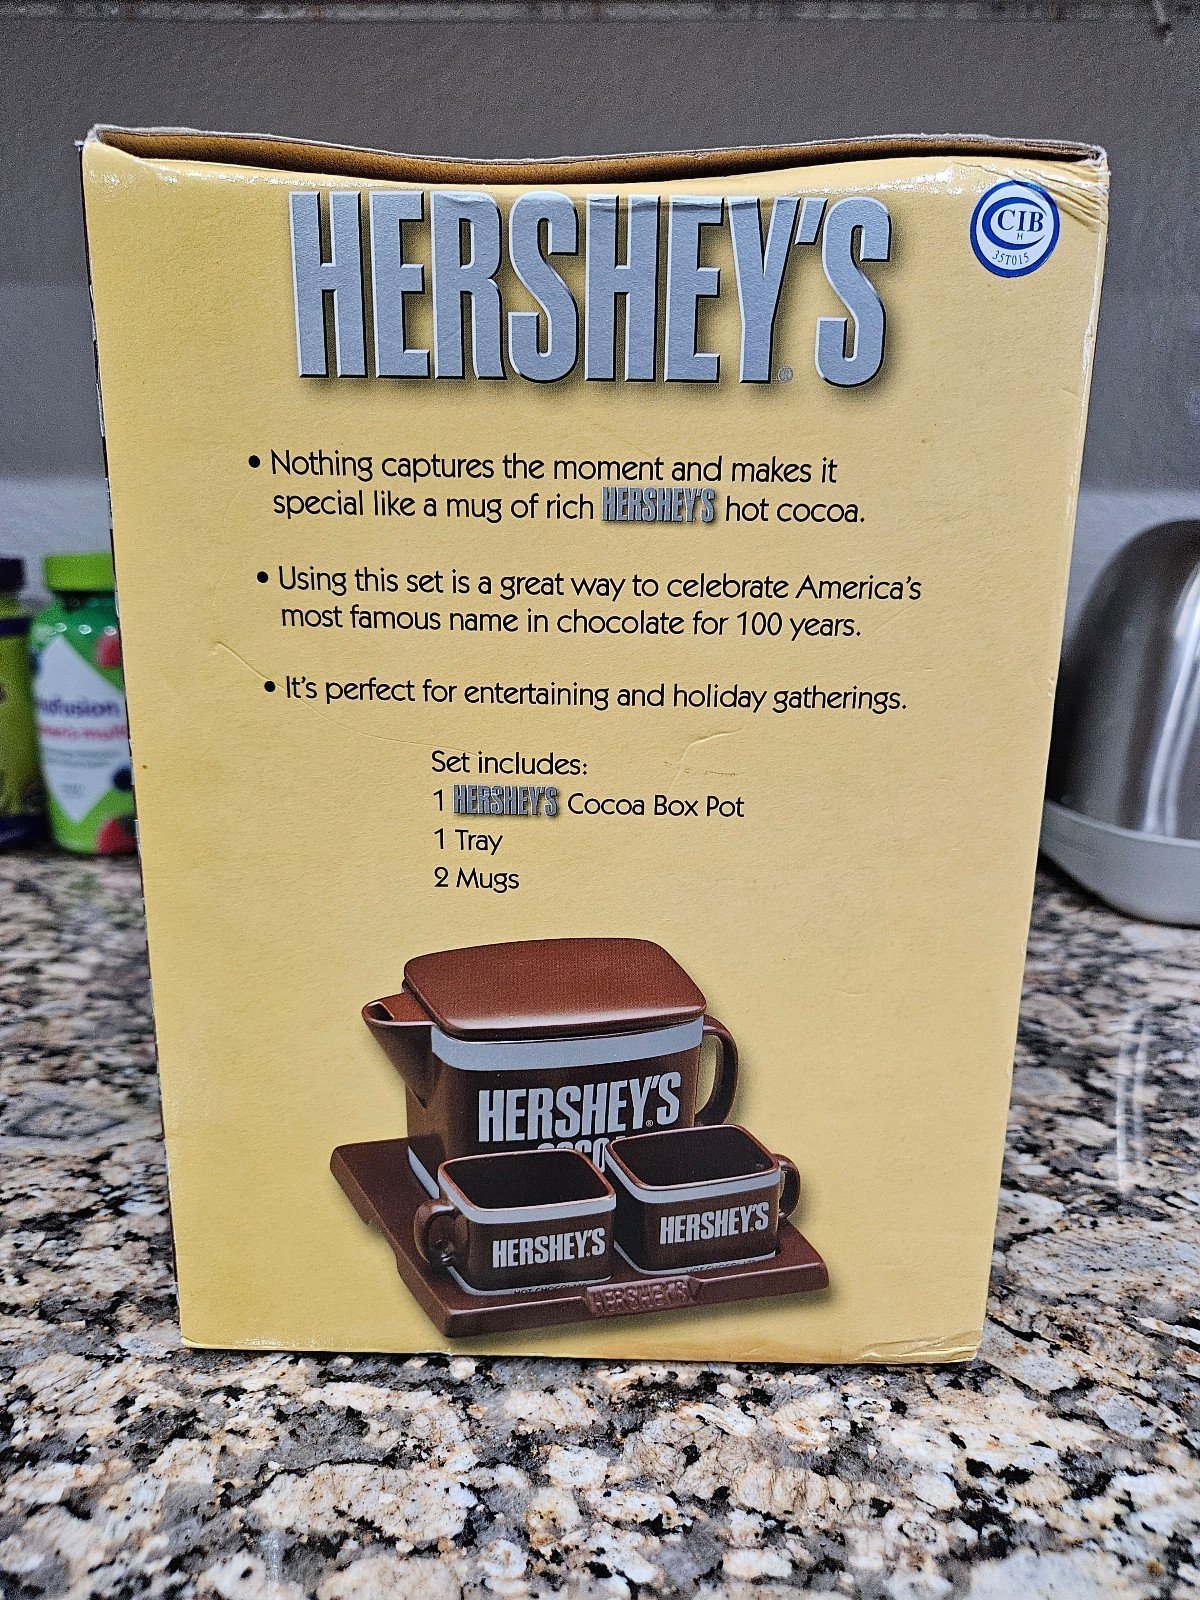 HERSHEY'S
CIB
H
35T015
• Nothing captures the moment and makes it
special like a mug of rich HERSHEY'S hot cocoa.
• Using this set is a great way to celebrate America's
most famous name in chocolate for 100 years.
• It's perfect for entertaining and holiday gatherings.
Set includes:
1 HERSHEY'S Cocoa Box Pot
1 Tray
2 Mugs
HERSHEY'S
HERSHEY'S
HERSHEY'S
HERSHEY'S